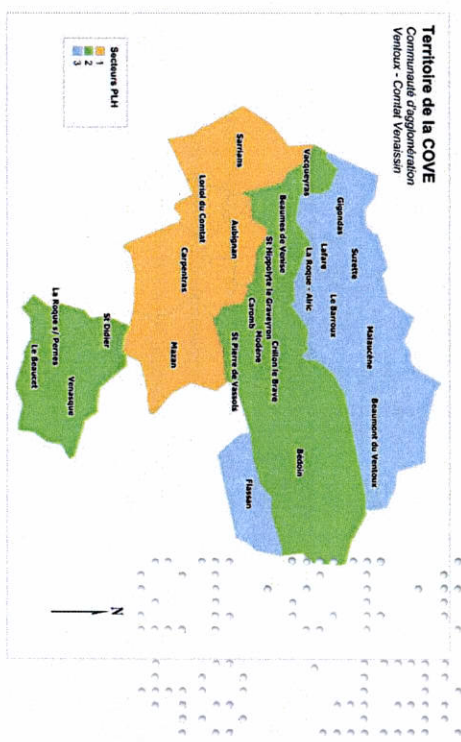 Territoire de la COVE
Communauté d'agglomération
Ventoux - Comtat Venaissin
Secteurs PLH
1
2
3
N
Malaucène
Beaumont du Ventoux
Suzette
Le Barroux
Gigondas
Lafare
La Roque - Alric
Vacqueyras
Beaumes de Venise
Crillon le Brave
Bédoin
St Hippolyte le Graveyron
Modène
Caromb
St Pierre de Vassols
Flassan
Sarrians
Aubignan
Loriol du Comtat
Carpentras
Mazan
St Didier
Venasque
La Roque s/ Pernes
Le Beaucet